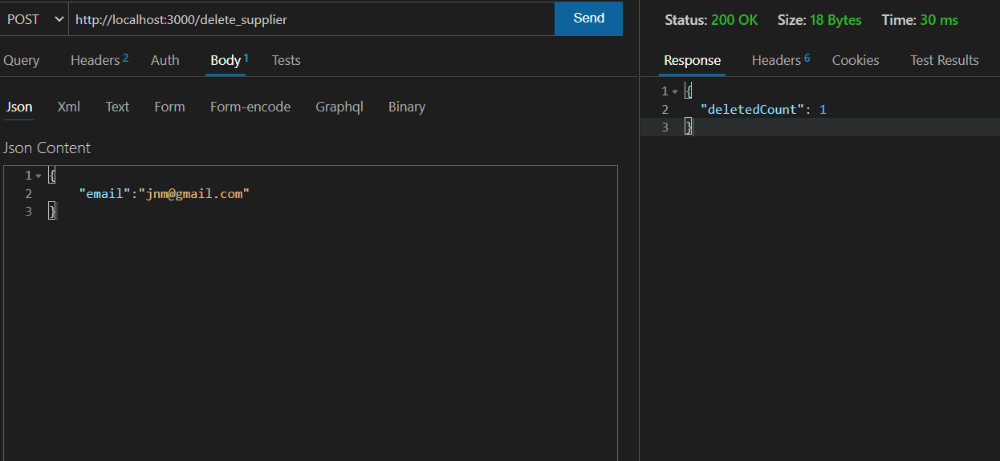 POST http://localhost:3000/delete_supplier Send
Query Headers 2 Auth Body 1 Tests
Json Xml Text Form Form-encode Graphql Binary
Json Content
1 {
2 "email":"jnm@gmail.com"
3 }
Status: 200 OK Size: 18 Bytes Time: 30 ms
Response Headers 6 Cookies Test Results
1 {
2 "deletedCount": 1
3 }